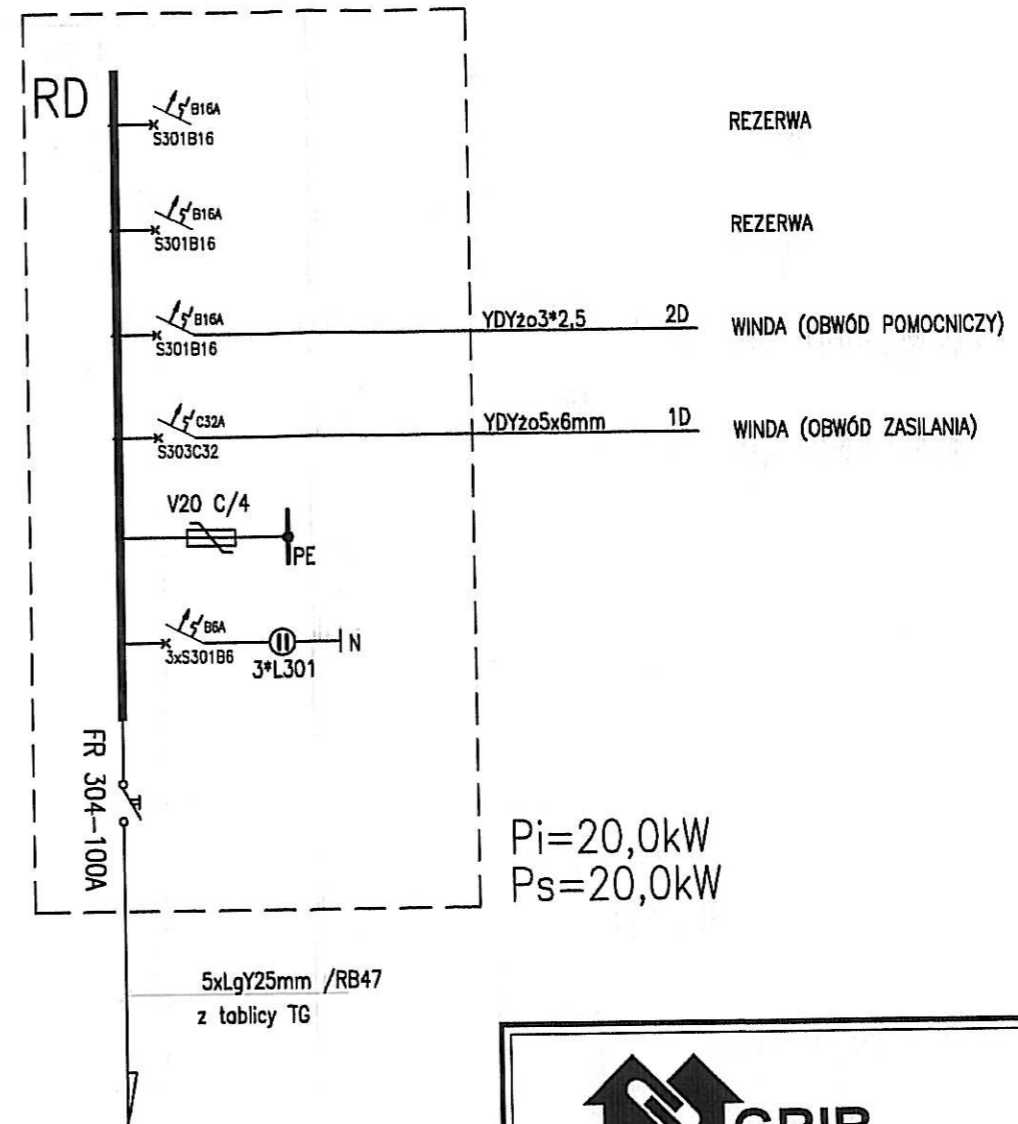 RD
B16A
S301B16
REZERWA
B16A
S301B16
REZERWA
B16A
S301B16
YDYżo3*2,5 2D
WINDA (OBWÓD POMOCNICZY)
C32A
S303C32
YDYżo5x6mm 1D
WINDA (OBWÓD ZASILANIA)
V20 C/4
PE
B6A
3xS301B6
3*L301
N
FR 304-100A
Pi=20,0kW
Ps=20,0kW
5xLgY25mm /RB47
z tablicy TG